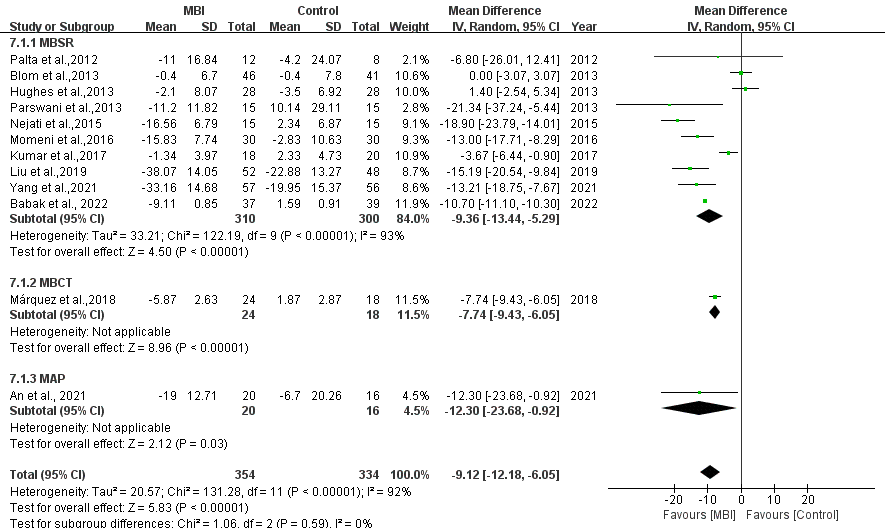 MBI Control Mean Difference Mean Difference
Study or Subgroup Mean SD Total Mean SD Total Weight IV, Random, 95% CI Year IV, Random, 95% CI
7.1.1 MBSR
Palta et al.,2012 -11 16.84 12 -4.2 24.07 8 2.1% -6.80 [-26.01, 12.41] 2012
Blom et al.,2013 -0.4 6.7 46 -0.4 7.8 41 11.0% 0.00 [-3.07, 3.07] 2013
Hughes et al.,2013 -2.1 8.07 28 -3.5 6.92 28 10.3% 1.40 [-2.54, 5.34] 2013
Parswani et al.,2013 -11.2 11.82 15 10.14 29.11 15 2.8% -21.34 [-37.24, -5.44] 2013
Nejati et al.,2015 -16.56 6.79 15 2.34 6.87 15 9.4% -18.90 [-23.79, -14.01] 2015
Momeni et al.,2016 -15.83 7.74 30 -2.83 10.63 30 9.6% -13.00 [-17.71, -8.29] 2016
Kumar et al.,2017 -1.34 3.97 18 2.33 4.73 20 11.2% -3.67 [-6.44, -0.90] 2017
Liu et al.,2019 -38.07 14.05 52 -22.88 13.27 48 9.0% -15.19 [-20.54, -9.84] 2019
Yang et al.,2021 -33.16 14.68 57 -19.95 15.37 56 8.8% -13.21 [-18.75, -7.67] 2021
Babak et al., 2022 -9.11 0.85 37 1.59 0.91 39 12.2% -10.70 [-11.10, -10.30] 2022
Subtotal (95% CI) 310 300 84.0% -9.36 [-13.44, -5.29]
Heterogeneity: Tau² = 33.21; Chi² = 122.19, df = 9 (P < 0.00001); I² = 93%
Test for overall effect: Z = 4.50 (P < 0.00001)
7.1.2 MBCT
Márquez et al.,2018 -5.87 2.63 24 1.87 2.87 18 11.5% -7.74 [-9.43, -6.05] 2018
Subtotal (95% CI) 24 18 11.5% -7.74 [-9.43, -6.05]
Heterogeneity: Not applicable
Test for overall effect: Z = 8.96 (P < 0.00001)
7.1.3 MAP
An et al., 2021 -19 12.71 20 -6.7 20.26 16 4.5% -12.30 [-23.68, -0.92] 2021
Subtotal (95% CI) 20 16 4.5% -12.30 [-23.68, -0.92]
Heterogeneity: Not applicable
Test for overall effect: Z = 2.12 (P = 0.03)
Total (95% CI) 354 334 100.0% -9.12 [-12.18, -6.05]
Heterogeneity: Tau² = 20.57; Chi² = 131.28, df = 11 (P < 0.00001); I² = 92%
-20 -10 0 10 20
Test for overall effect: Z = 5.83 (P < 0.00001)
Favours [MBI] Favours [Control]
Test for subgroup differences: Chi² = 1.06, df = 2 (P = 0.59), I² = 0%